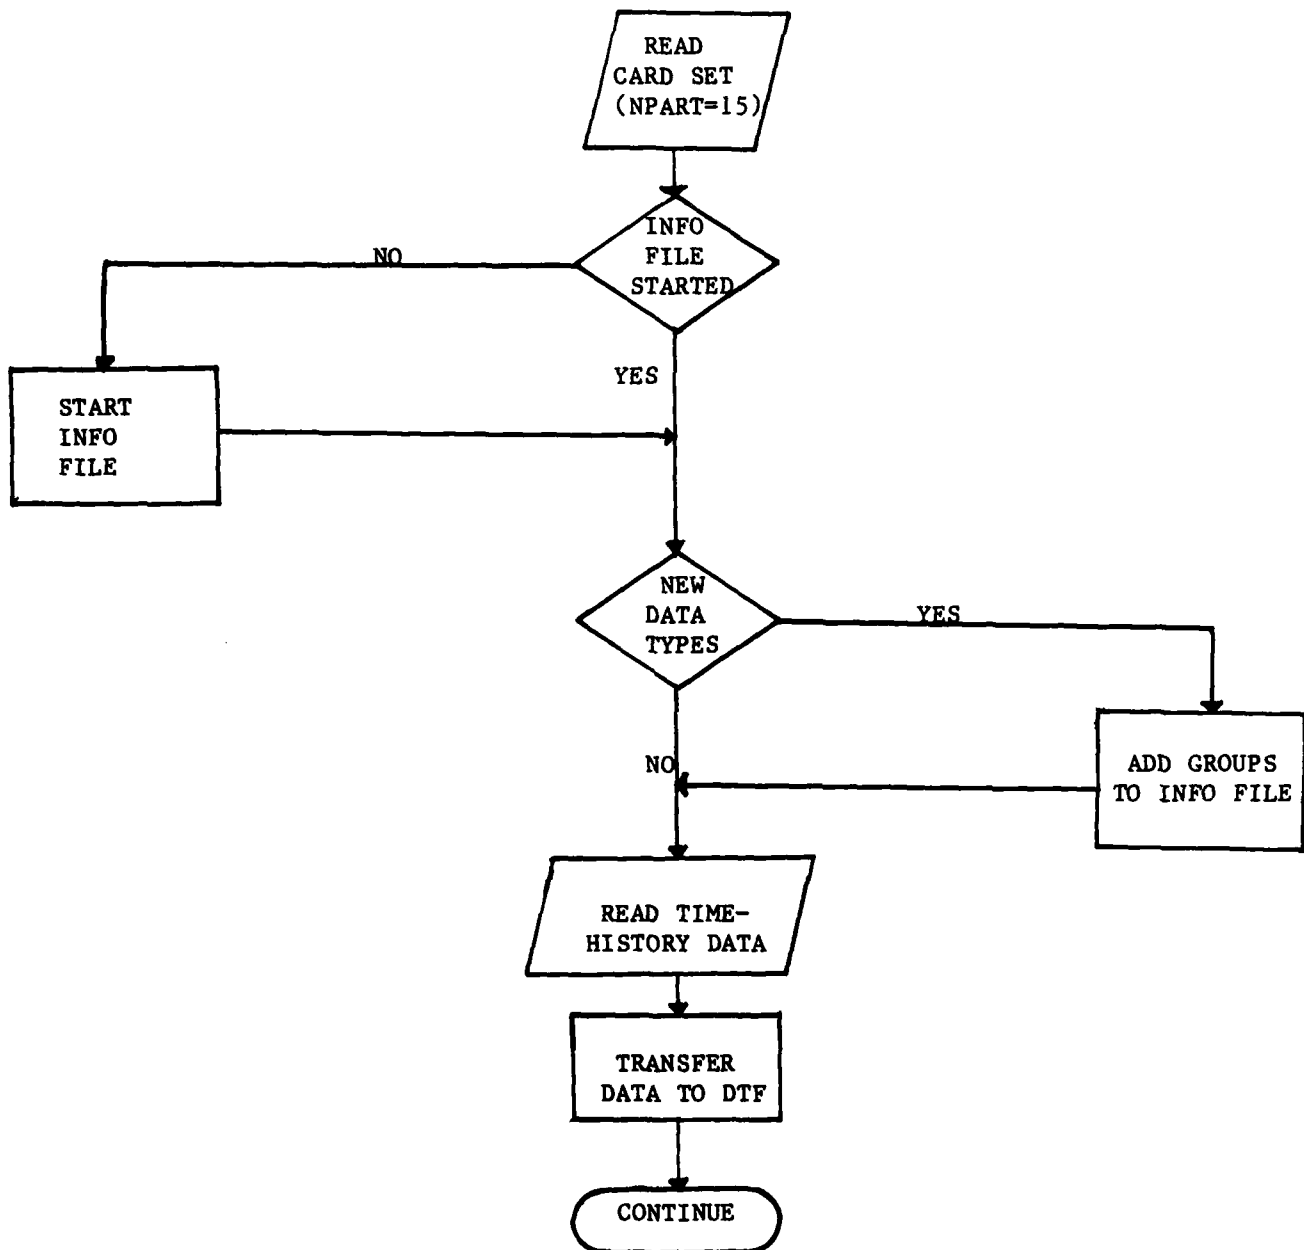 READ
CARD SET
(NPART=15)
INFO
FILE
STARTED
NO
YES
START
INFO
FILE
NEW
DATA
TYPES
YES
NO
ADD GROUPS
TO INFO FILE
READ TIME-
HISTORY DATA
TRANSFER
DATA TO DTF
CONTINUE